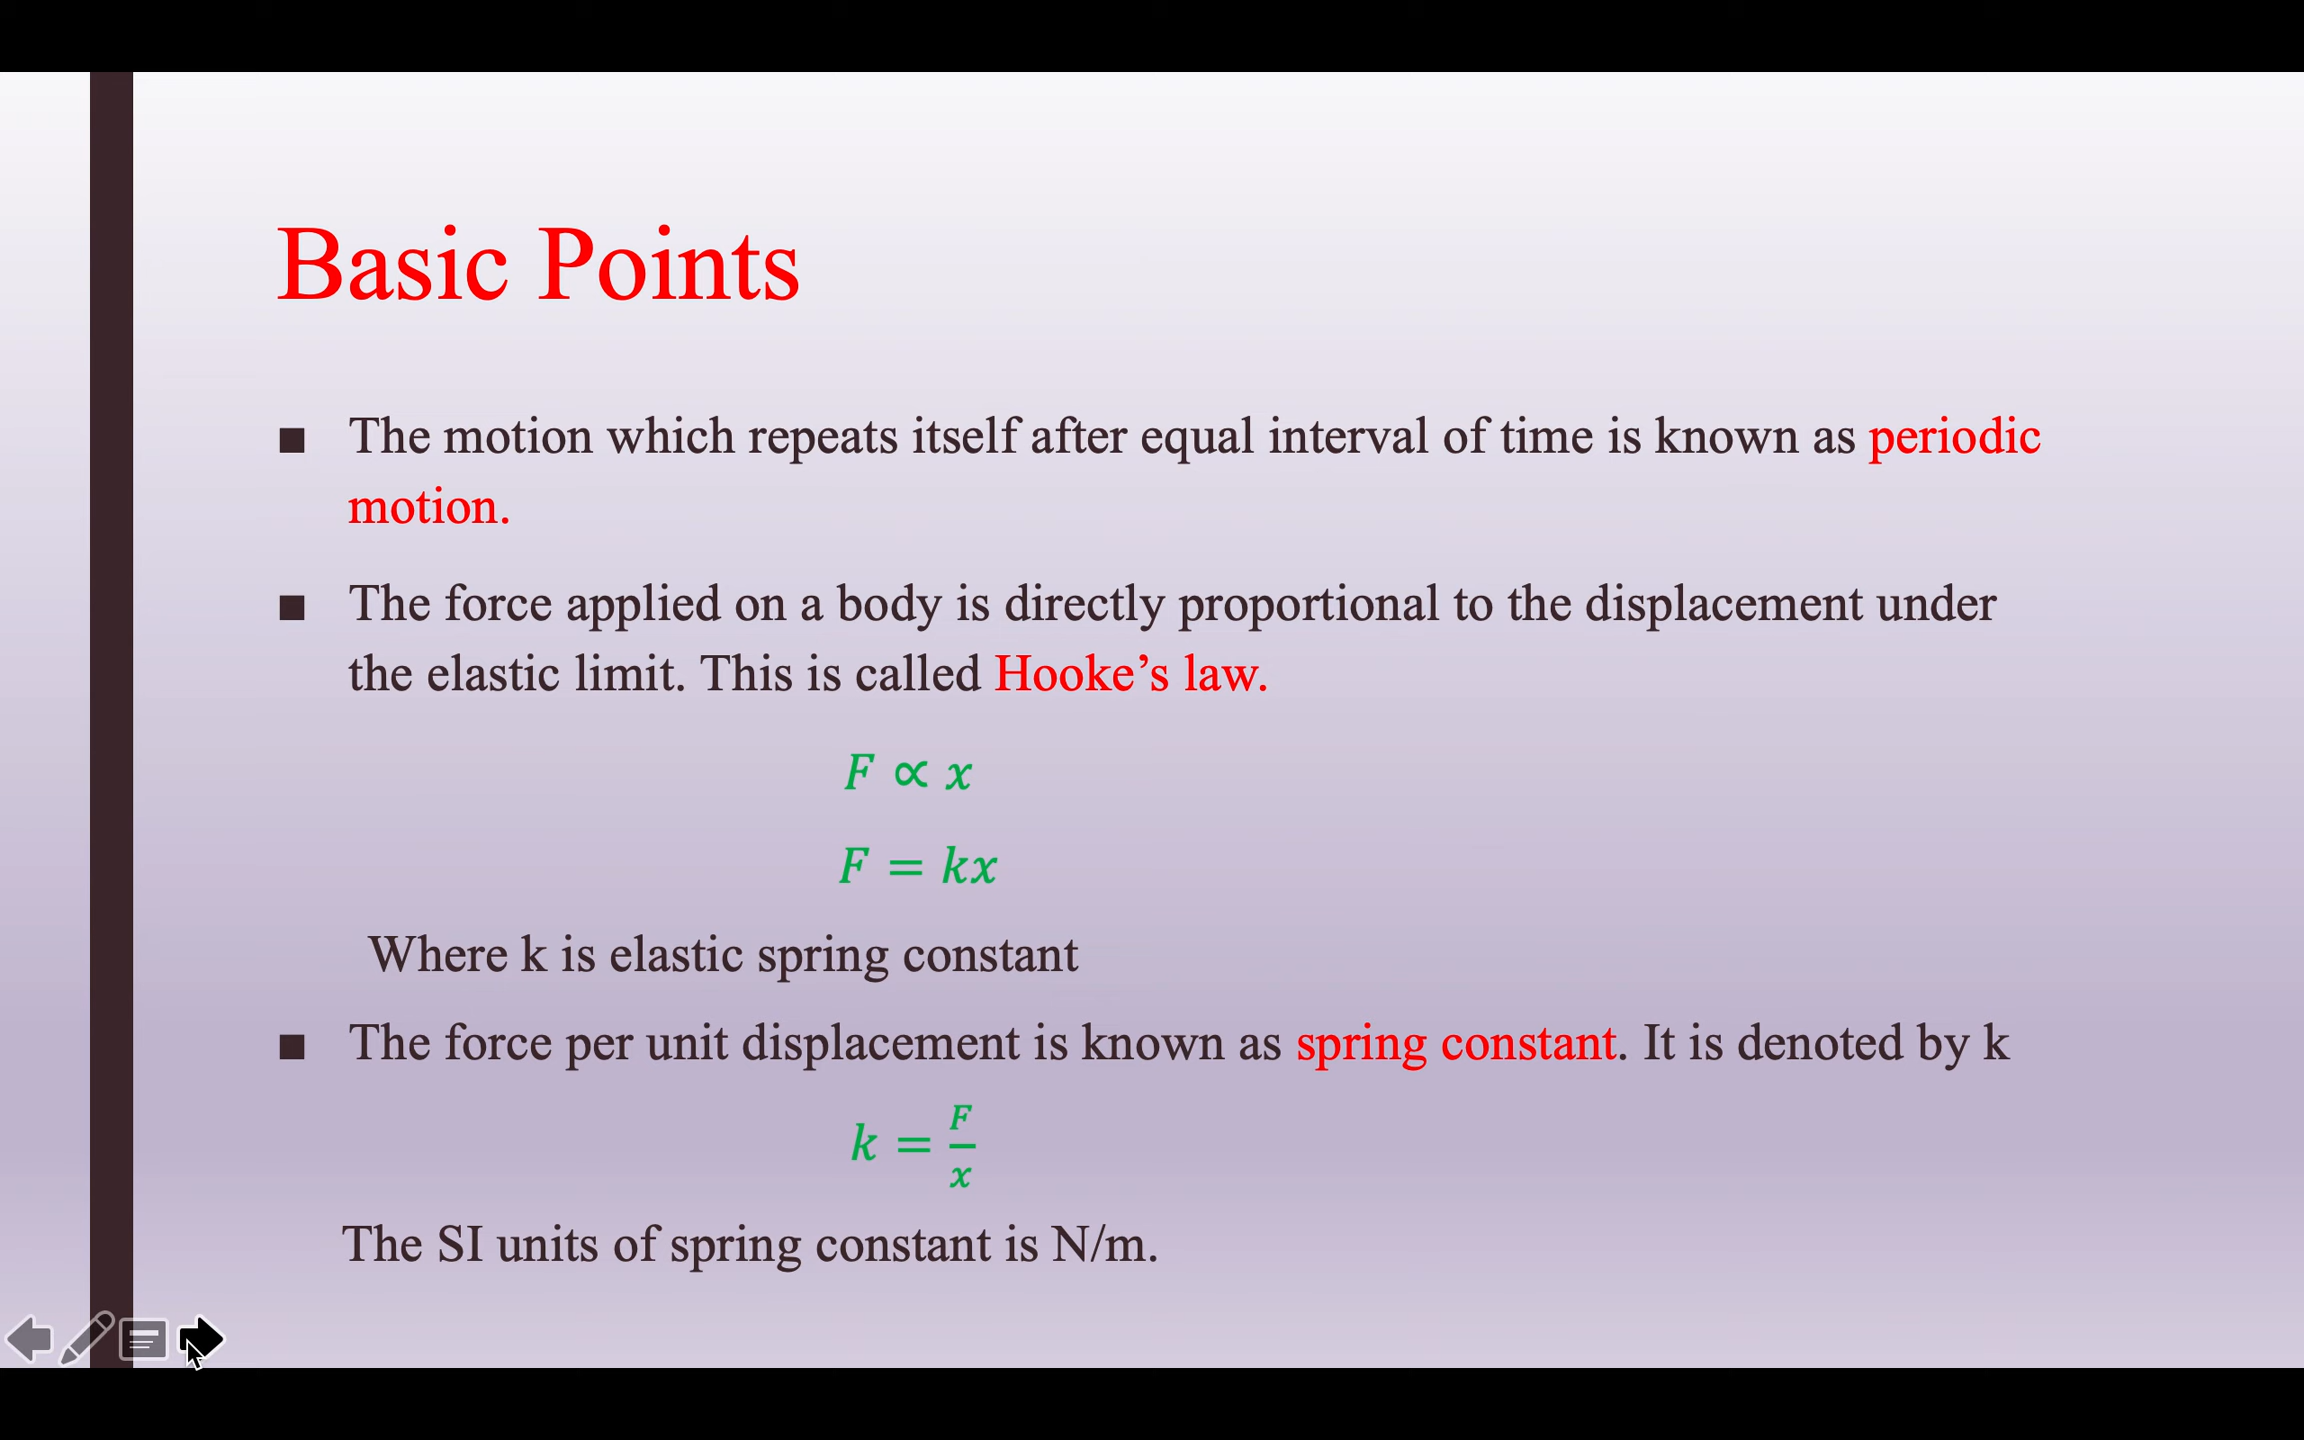 Basic Points
■ The motion which repeats itself after equal interval of time is known as periodic
motion.
■ The force applied on a body is directly proportional to the displacement under
the elastic limit. This is called Hooke’s law.
F ∝ x
F = kx
Where k is elastic spring constant
■ The force per unit displacement is known as spring constant. It is denoted by k
k = F/x
The SI units of spring constant is N/m.